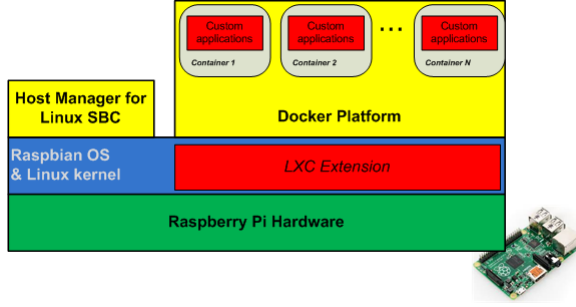 Custom
applications
Container 1
Custom
applications
Container 2
...
Custom
applications
Container N
Host Manager for
Linux SBC
Docker Platform
Raspbian OS
& Linux kernel
LXC Extension
Raspberry Pi Hardware